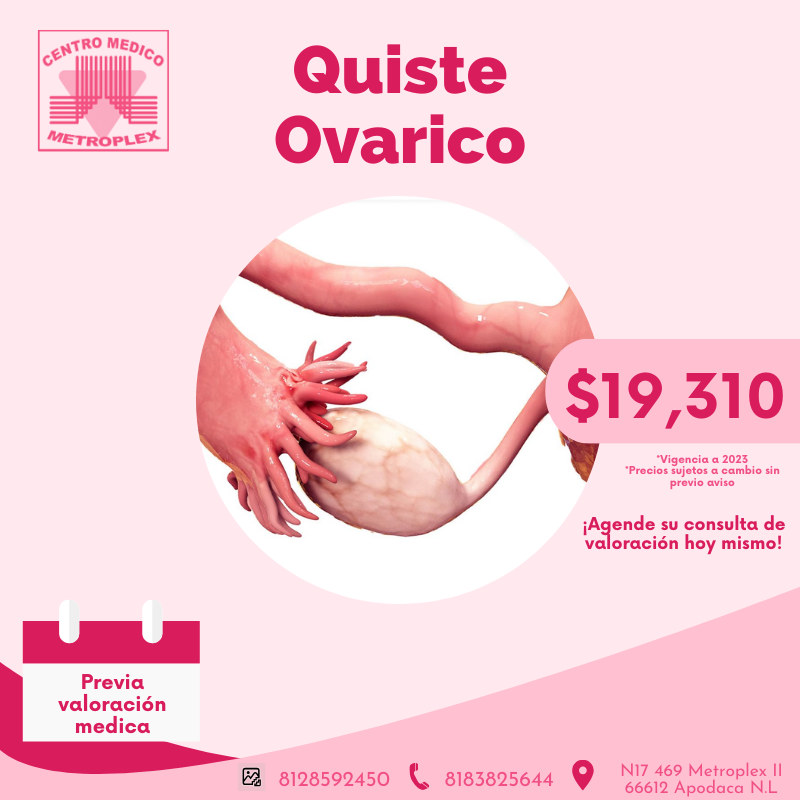 CENTRO MEDICO
METROPLEX
Quiste
Ovarico
$19,310
*Vigencia a 2023
*Precios sujetos a cambio sin
previo aviso
¡Agende su consulta de
valoración hoy mismo!
Previa
valoración
medica
8128592450
8183825644
N17 469 Metroplex II
66612 Apodaca N.L